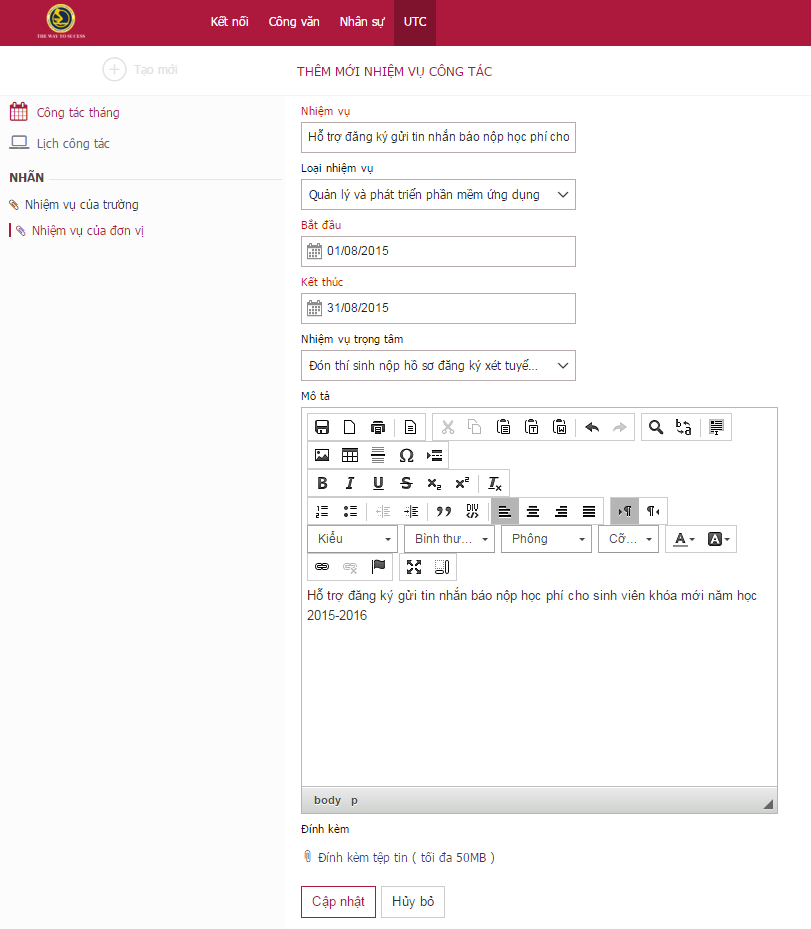 THE WAY TO SUCESS
Kết nối Công văn Nhân sự UTC
Tạo mới
THÊM MỚI NHIỆM VỤ CÔNG TÁC
Công tác tháng
Lịch công tác
NHÃN
Nhiệm vụ của trường
Nhiệm vụ của đơn vị
Nhiệm vụ
Hỗ trợ đăng ký gửi tin nhắn báo nộp học phí cho
Loại nhiệm vụ
Quản lý và phát triển phần mềm ứng dụng
Bắt đầu
01/08/2015
Kết thúc
31/08/2015
Nhiệm vụ trọng tâm
Đón thí sinh nộp hồ sơ đăng ký xét tuyể...
Mô tả
Kiểu Bình thư... Phông Cỡ...
Hỗ trợ đăng ký gửi tin nhắn báo nộp học phí cho sinh viên khóa mới năm học
2015-2016
body p
Đính kèm
Đính kèm tệp tin ( tối đa 50MB )
Cập nhật Hủy bỏ